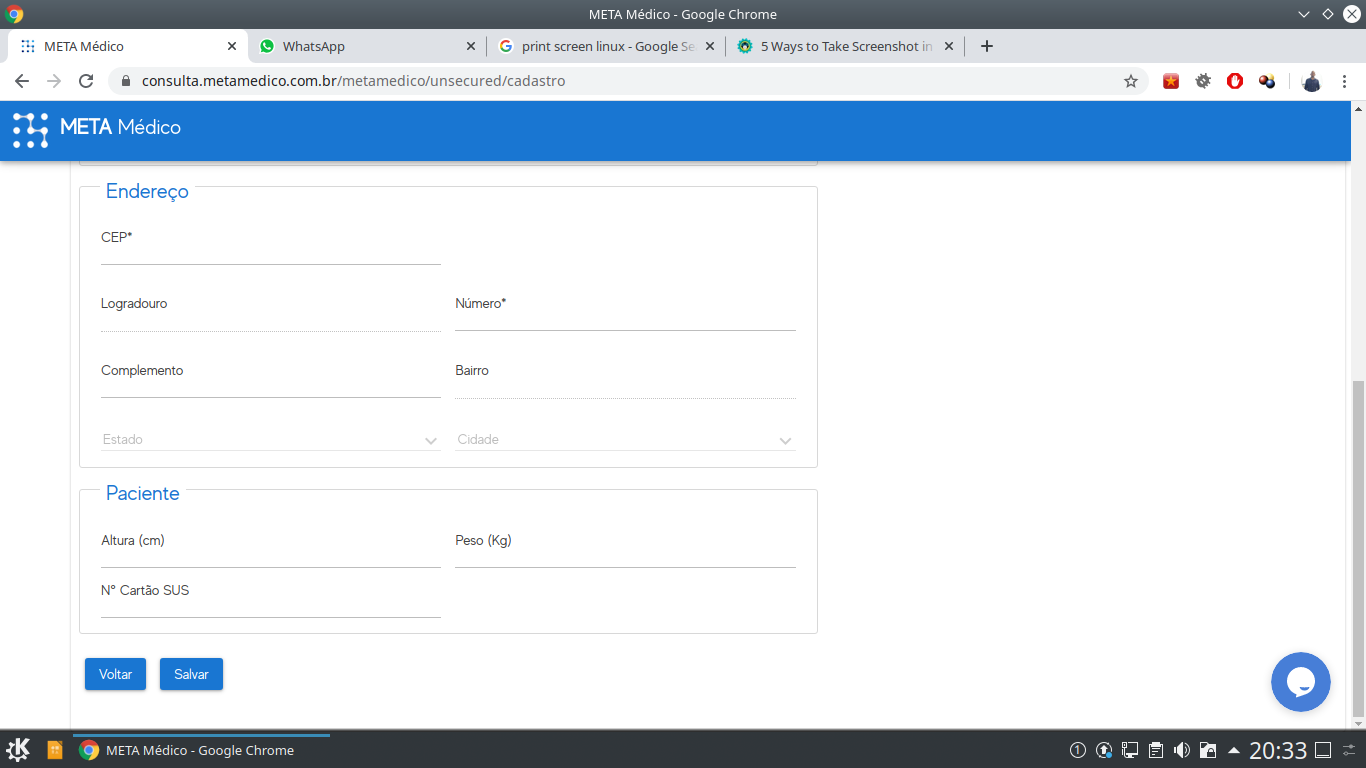 META Médico - Google Chrome
META Médico
WhatsApp
print screen linux - Google Se
5 Ways to Take Screenshot in
consulta.metamedico.com.br/metamedico/unsecured/cadastro
META Médico
Endereço
CEP*
Logradouro
Número*
Complemento
Bairro
Estado
Cidade
Paciente
Altura (cm)
Peso (Kg)
Nº Cartão SUS
Voltar
Salvar
META Médico - Google Chrome
1
20:33